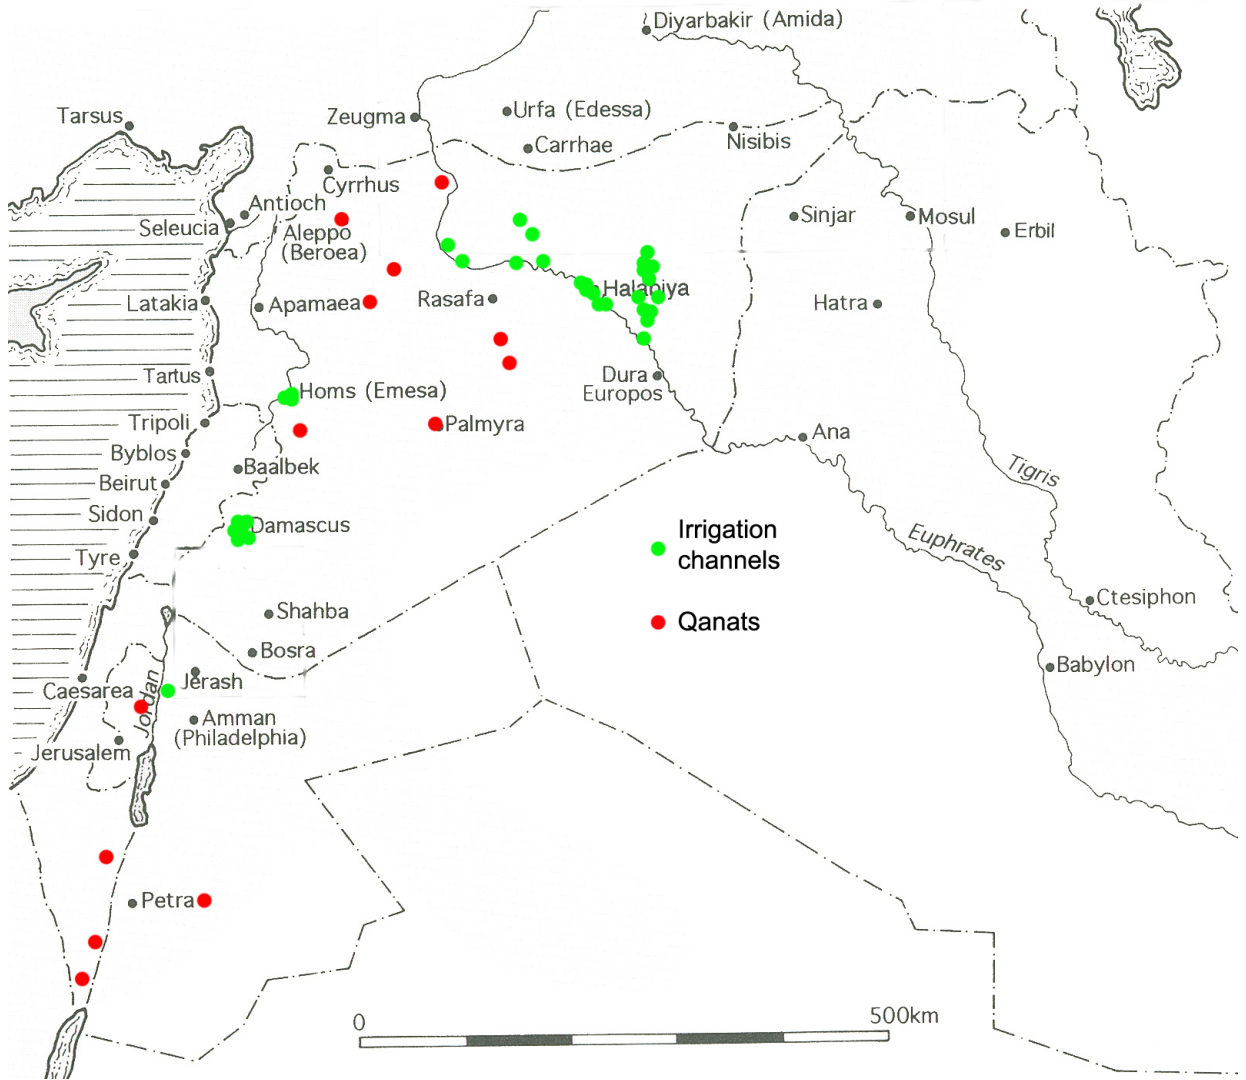 Diyarbakir (Amida)
Tarsus
Zeugma
Urfa (Edessa)
Carrhae
Nisibis
Cyrrhus
Antioch
Seleucia
Aleppo
(Beroea)
Sinjar
Mosul
Erbil
Latakia
Apamaea
Rasafa
Halabiya
Hatra
Tartus
Homs (Emesa)
Dura
Europos
Tripoli
Palmyra
Ana
Byblos
Baalbek
Beirut
Tigris
Sidon
Damascus
Irrigation
channels
Euphrates
Tyre
Ctesiphon
Shahba
Qanats
Bosra
Babylon
Jerash
Caesarea
Jordan
Amman
(Philadelphia)
Jerusalem
Petra
0
500km